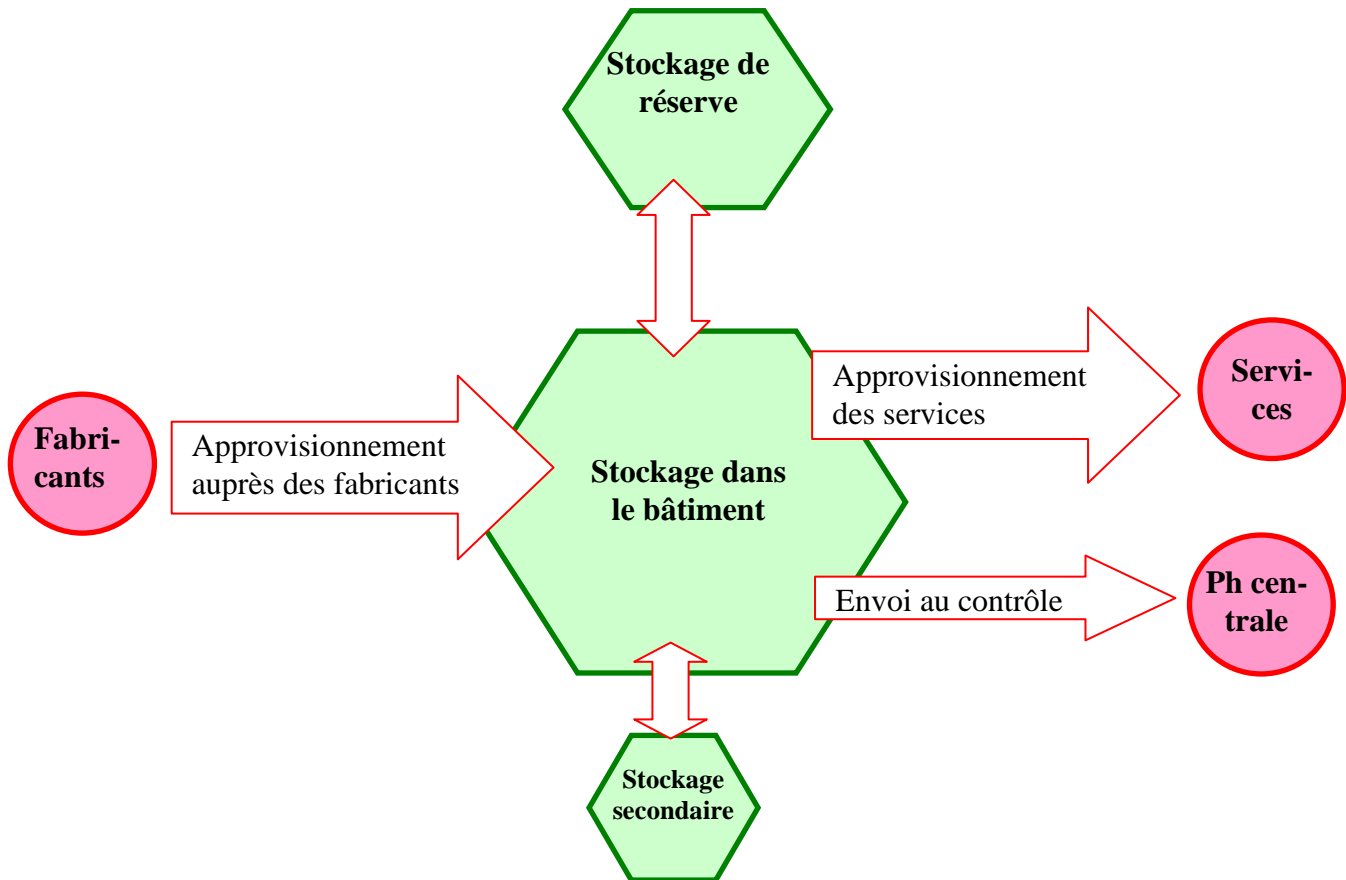 Stockage de
réserve
Fabri-
cants
Approvisionnement
auprès des fabricants
Stockage dans
le bâtiment
Approvisionnement
des services
Servi-
ces
Envoi au contrôle
Ph cen-
trale
Stockage
secondaire